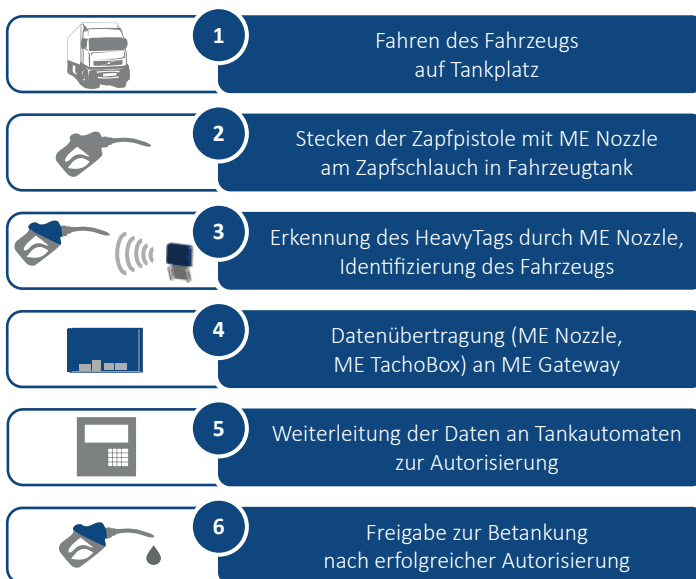 1
Fahren des Fahrzeugs
auf Tankplatz
2
Stecken der Zapfpistole mit ME Nozzle
am Zapfschlauch in Fahrzeugtank
3
Erkennung des HeavyTags durch ME Nozzle,
Identifizierung des Fahrzeugs
4
Datenübertragung (ME Nozzle,
ME TachoBox) an ME Gateway
5
Weiterleitung der Daten an Tankautomaten
zur Autorisierung
6
Freigabe zur Betankung
nach erfolgreicher Autorisierung